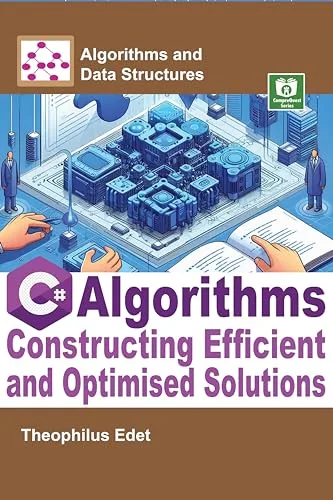 Algorithms and
Data Structures
CompreQuest
Series
C# Algorithms
Constructing Efficient
and Optimised Solutions
Theophilus Edet